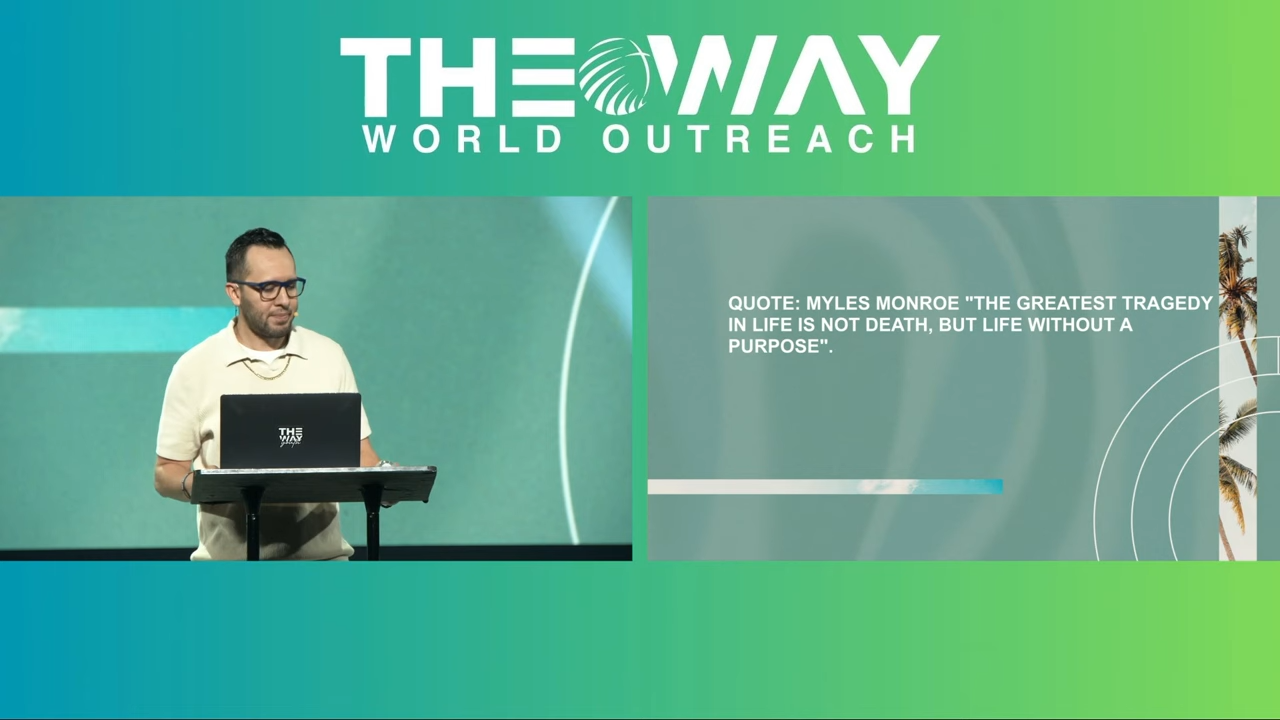 THE WAY
WORLD OUTREACH
THE
WAY
QUOTE: MYLES MONROE "THE GREATEST TRAGEDY
IN LIFE IS NOT DEATH, BUT LIFE WITHOUT A
PURPOSE".